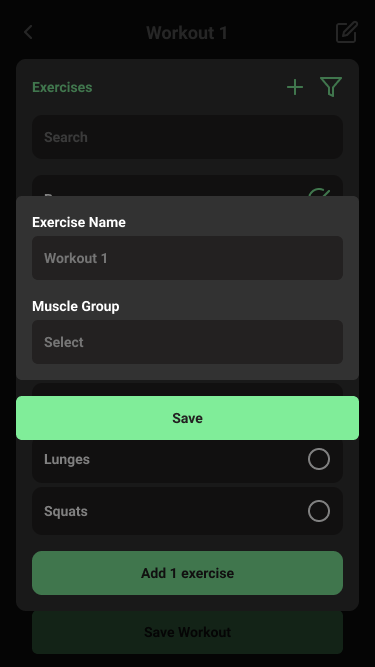 Workout 1
Exercises
Search
Exercise Name
Workout 1
Muscle Group
Select
Save
Lunges
Squats
Add 1 exercise
Save Workout